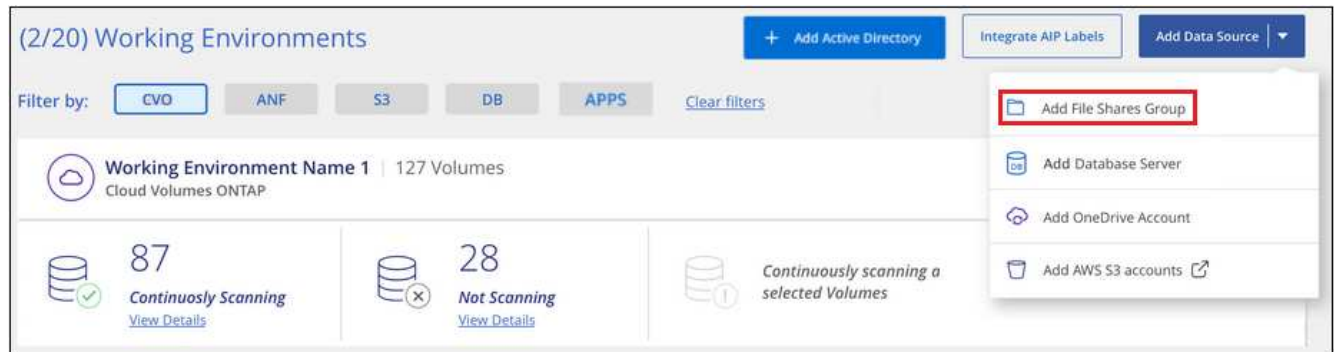 (2/20) Working Environments
+ Add Active Directory
Integrate AIP Labels
Add Data Source
Filter by:
CVO
ANF
S3
DB
APPS
Clear filters
Add File Shares Group
DB
Add Database Server
Add OneDrive Account
Add AWS S3 accounts
Working Environment Name 1 | 127 Volumes
Cloud Volumes ONTAP
87
Continuosly Scanning
View Details
28
Not Scanning
View Details
Continuously scanning a
selected Volumes